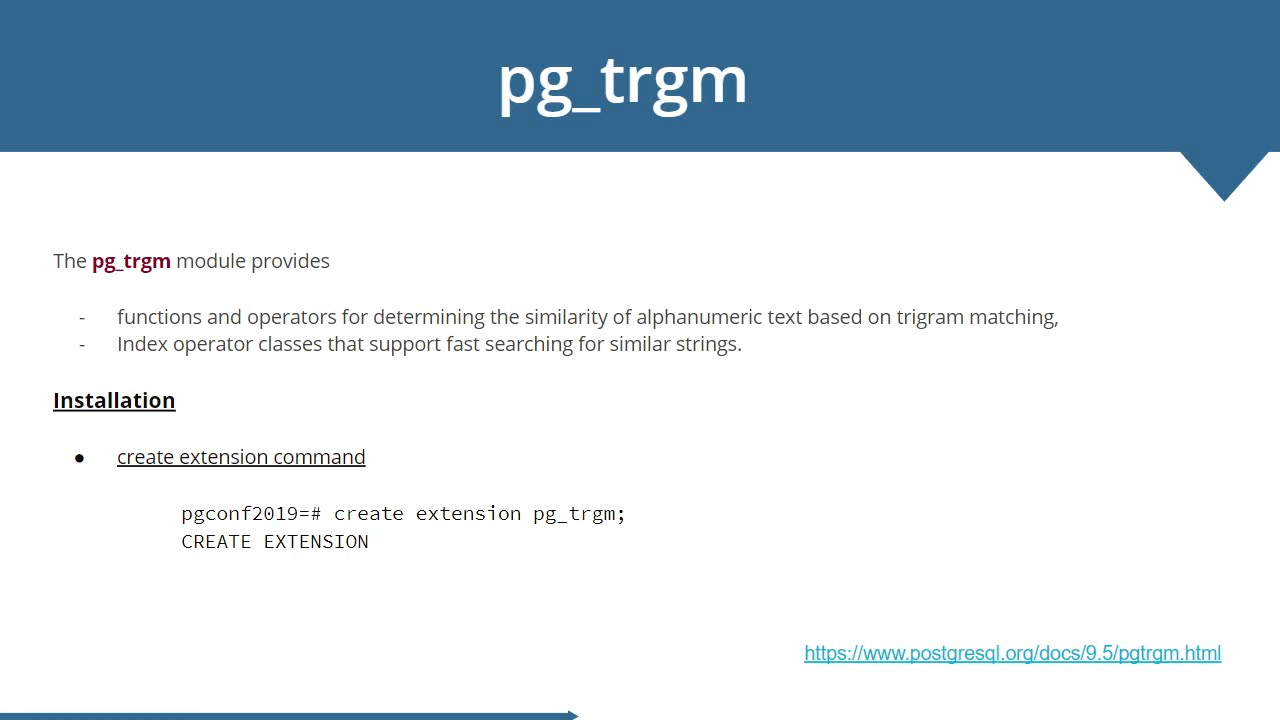 pg_trgm
The pg_trgm module provides
- functions and operators for determining the similarity of alphanumeric text based on trigram matching,
- Index operator classes that support fast searching for similar strings.
Installation
● create extension command
pgconf2019=# create extension pg_trgm;
CREATE EXTENSION
https://www.postgresql.org/docs/9.5/pgtrgm.html